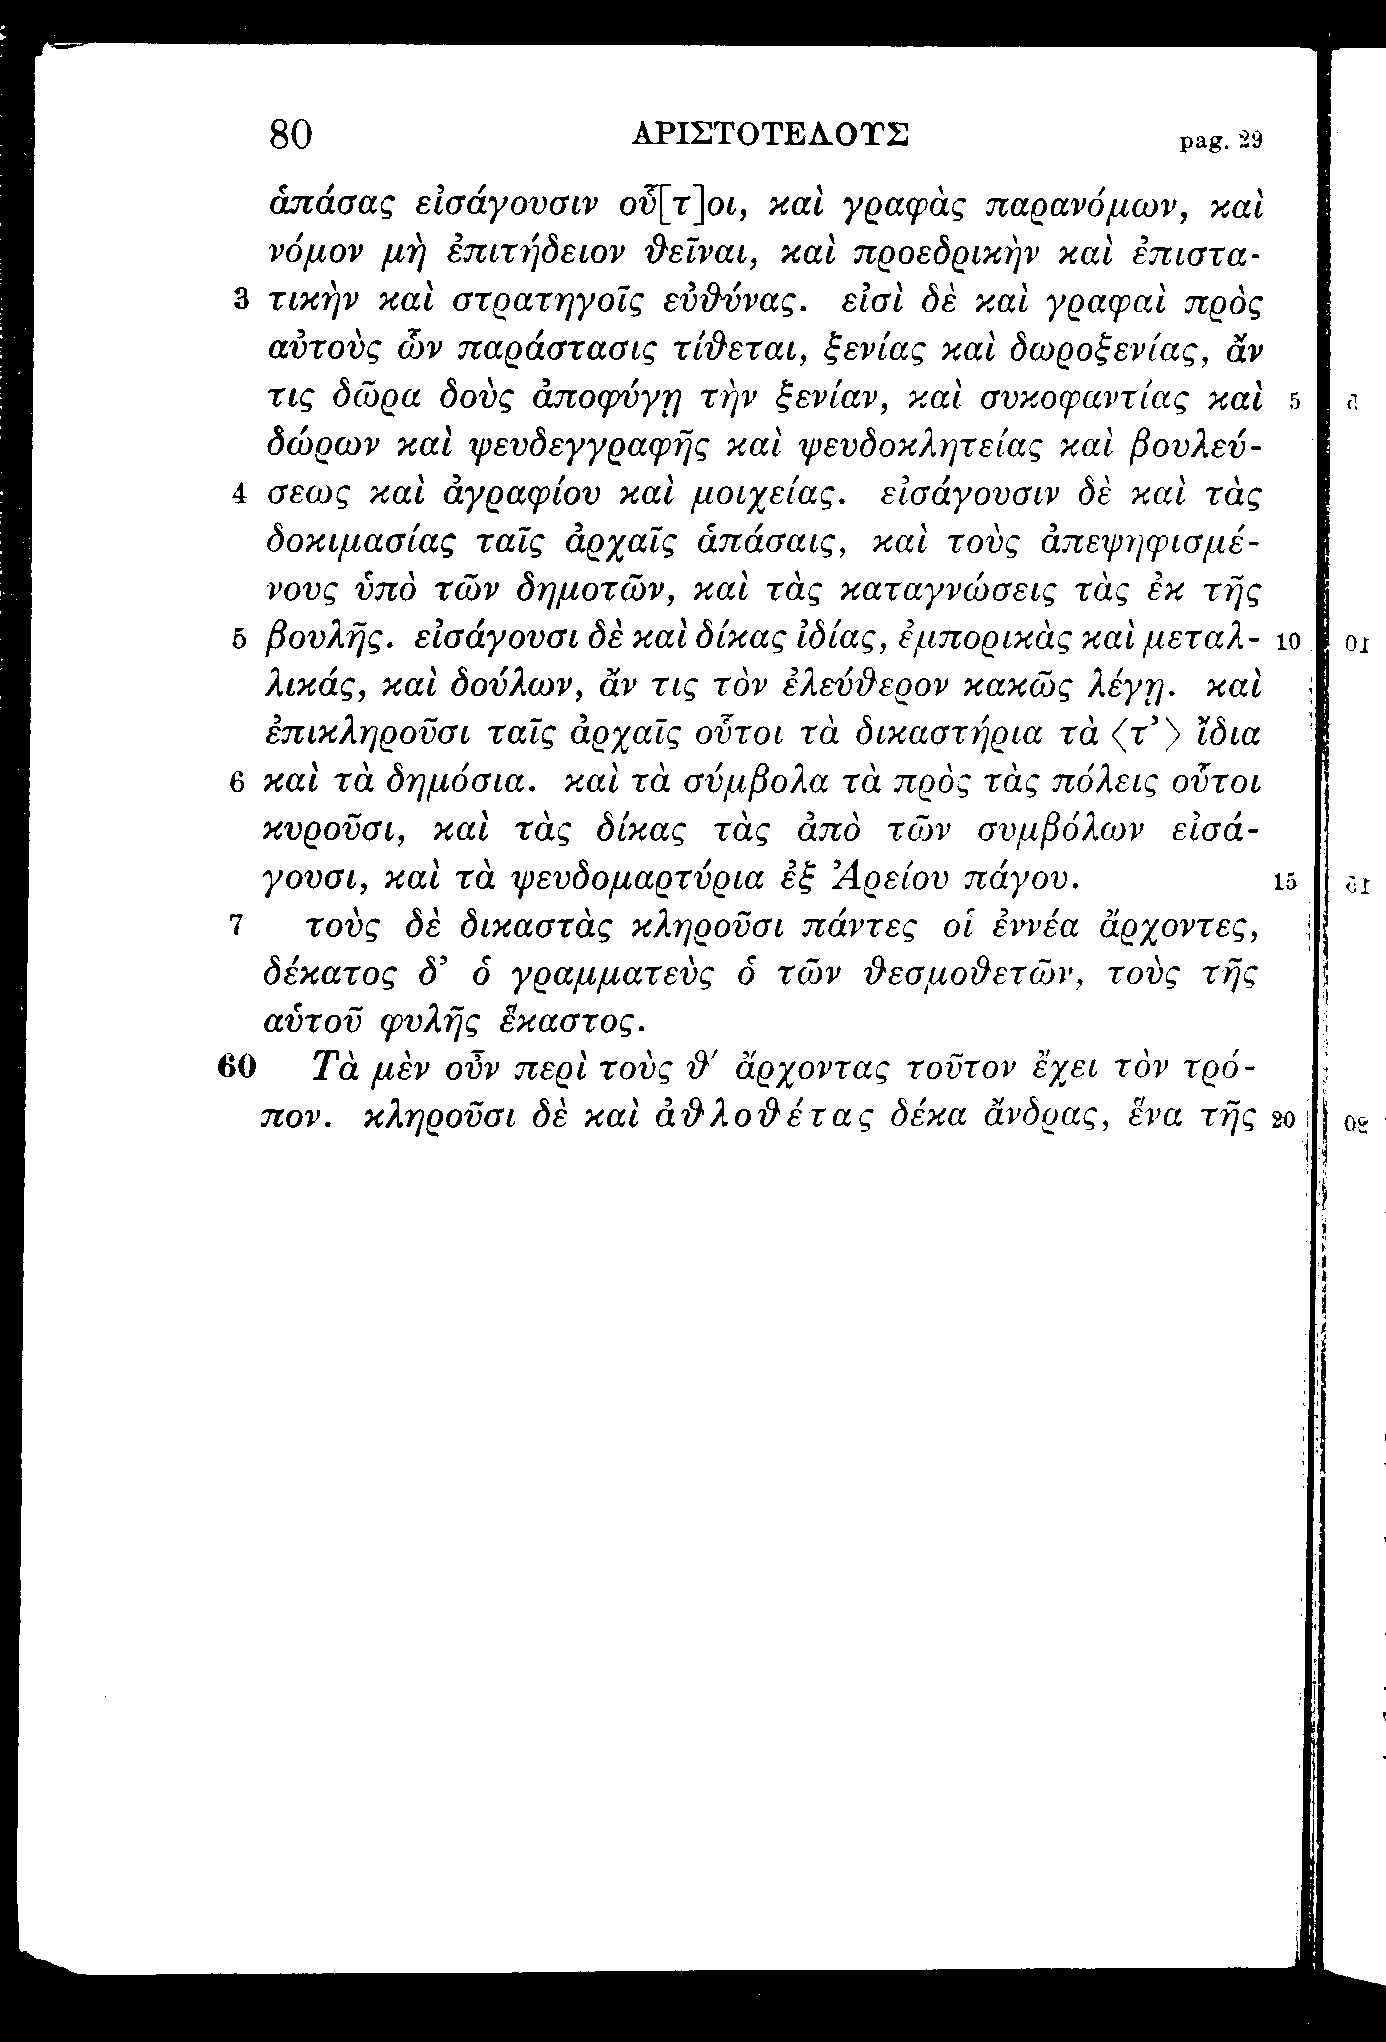 80 ΑΡΙΣΤΟΤΕΛΟΥΣ pag. 29
ἁπάσας εἰσάγουσιν οὗ[τ]οι, καὶ γραφὰς παρανόμων, καὶ
νόμον μὴ ἐπιτήδειον ϑεῖναι, καὶ προεδρικὴν καὶ ἐπιστα-
3 τικὴν καὶ στρατηγοῖς εὐϑύνας. εἰσὶ δὲ καὶ γραφαὶ πρὸς
αὐτοὺς ὧν παράστασις τίϑεται, ξενίας καὶ δωροξενίας, ἄν
τις δῶρα δοὺς ἀποφύγῃ τὴν ξενίαν, καὶ συκοφαντίας καὶ 5
δώρων καὶ ψευδεγγραφῆς καὶ ψευδοκλητείας καὶ βουλεύ-
4 σεως καὶ ἀγραφίου καὶ μοιχείας. εἰσάγουσιν δὲ καὶ τὰς
δοκιμασίας ταῖς ἀρχαῖς ἁπάσαις, καὶ τοὺς ἀπεψηφισμέ-
νους ὑπὸ τῶν δημοτῶν, καὶ τὰς καταγνώσεις τὰς ἐκ τῆς
5 βουλῆς. εἰσάγουσι δὲ καὶ δίκας ἰδίας, ἐμπορικὰς καὶ μεταλ- 10
λικάς, καὶ δούλων, ἄν τις τὸν ἐλεύϑερον κακῶς λέγῃ. καὶ
ἐπικληροῦσι ταῖς ἀρχαῖς οὗτοι τὰ δικαστήρια τὰ ⟨τ’⟩ ἴδια
6 καὶ τὰ δημόσια. καὶ τὰ σύμβολα τὰ πρὸς τὰς πόλεις οὗτοι
κυροῦσι, καὶ τὰς δίκας τὰς ἀπὸ τῶν συμβόλων εἰσά-
γουσι, καὶ τὰ ψευδομαρτύρια ἐξ Ἀρείου πάγου. 15
7 τοὺς δὲ δικαστὰς κληροῦσι πάντες οἱ ἐννέα ἄρχοντες,
δέκατος δ’ ὁ γραμματεὺς ὁ τῶν ϑεσμοϑετῶν, τοὺς τῆς
αὑτοῦ φυλῆς ἕκαστος.
60 Τὰ μὲν οὖν περὶ τοὺς ϑ′ ἄρχοντας τοῦτον ἔχει τὸν τρό-
πον. κληροῦσι δὲ καὶ ἀϑλοϑέτας δέκα ἄνδρας, ἕνα τῆς 20